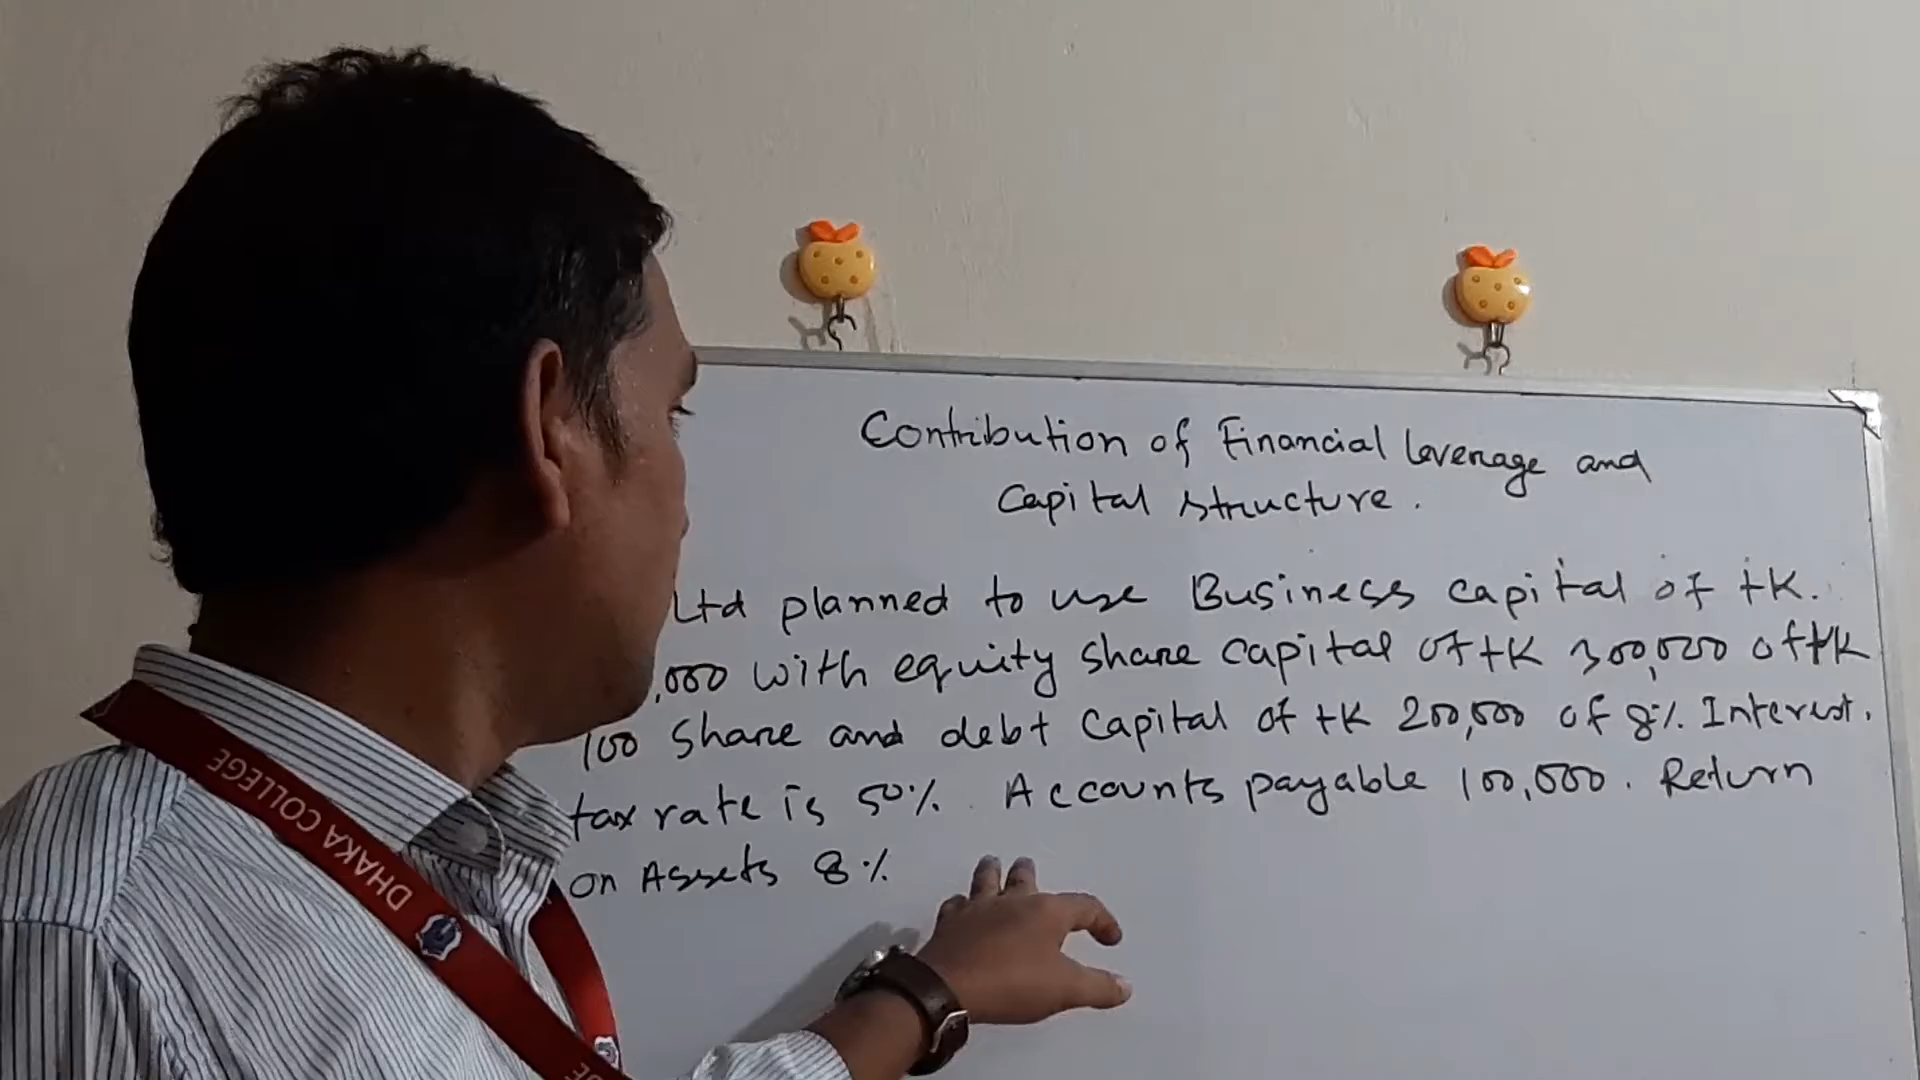 Contribution of Financial leverage and
Capital structure.
Ltd planned to use Business capital of tK.
,000 with equity share capital of tK 300,000 of tK
100 share and debt capital of tK 200,000 of 8% Interest.
tax rate is 50%. Accounts payable 100,000. Return
on Assets 8%
DHAKA COLLEGE